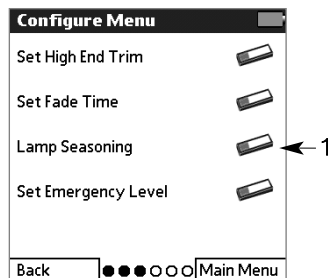 Configure Menu
Set High End Trim
Set Fade Time
Lamp Seasoning
1
Set Emergency Level
Back Main Menu